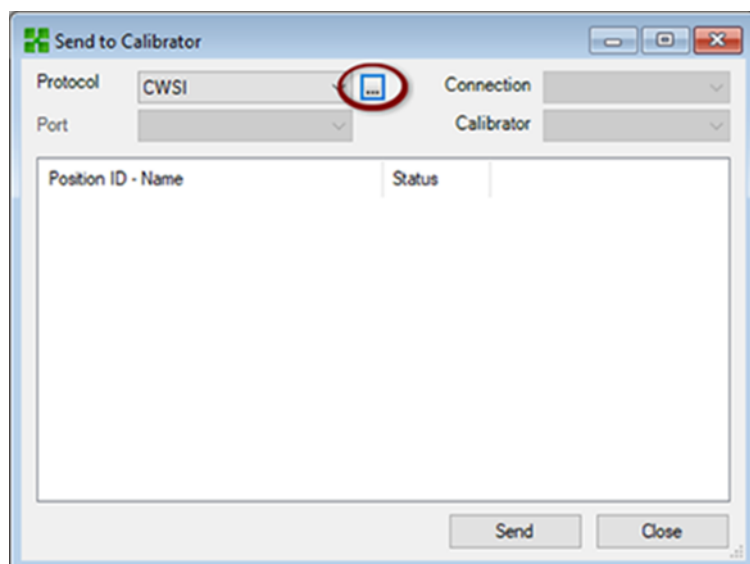 Send to Calibrator
Protocol CWSI ... Connection
Port Calibrator
Position ID - Name Status
Send Close